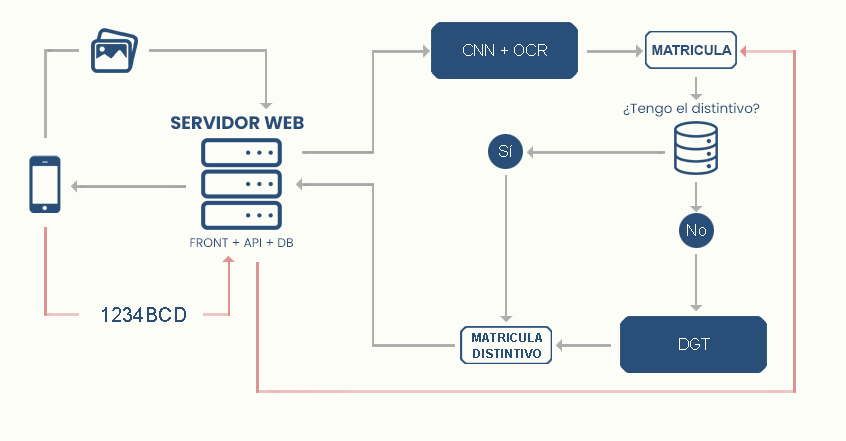 CNN + OCR
MATRICULA
¿Tengo el distintivo?
SERVIDOR WEB
Sí
No
FRONT + API + DB
1234BCD
MATRICULA
DISTINTIVO
DGT